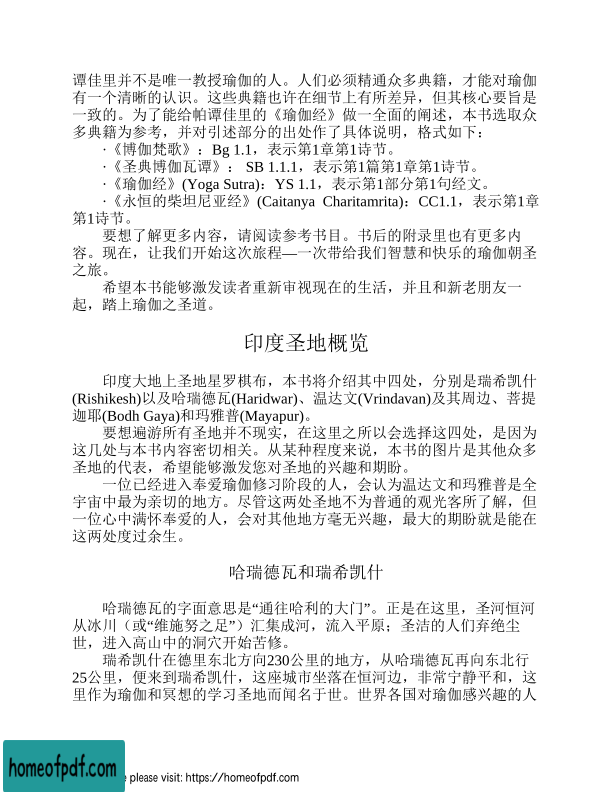 谭佳里并不是唯一教授瑜伽的人。人们必须精通众多典籍，才能对瑜伽
有一个清晰的认识。这些典籍也许在细节上有所差异，但其核心要旨是
一致的。为了能给帕谭佳里的《瑜伽经》做一全面的阐述，本书选取众
多典籍为参考，并对引述部分的出处作了具体说明，格式如下：
·《博伽梵歌》：Bg 1.1，表示第1章第1诗节。
·《圣典博伽瓦谭》： SB 1.1.1，表示第1篇第1章第1诗节。
·《瑜伽经》(Yoga Sutra)：YS 1.1，表示第1部分第1句经文。
·《永恒的柴坦尼亚经》(Caitanya Charitamrita)：CC1.1，表示第1章
第1诗节。
要想了解更多内容，请阅读参考书目。书后的附录里也有更多内
容。现在，让我们开始这次旅程—一次带给我们智慧和快乐的瑜伽朝圣
之旅。
希望本书能够激发读者重新审视现在的生活，并且和新老朋友一
起，踏上瑜伽之圣道。
印度圣地概览
印度大地上圣地星罗棋布，本书将介绍其中四处，分别是瑞希凯什
(Rishikesh)以及哈瑞德瓦(Haridwar)、温达文(Vrindavan)及其周边、菩提
迦耶(Bodh Gaya)和玛雅普(Mayapur)。
要想遍游所有圣地并不现实，在这里之所以会选择这四处，是因为
这几处与本书内容密切相关。从某种程度来说，本书的图片是其他众多
圣地的代表，希望能够激发您对圣地的兴趣和期盼。
一位已经进入奉爱瑜伽修习阶段的人，会认为温达文和玛雅普是全
宇宙中最为亲切的地方。尽管这两处圣地不为普通的观光客所了解，但
一位心中满怀奉爱的人，会对其他地方毫无兴趣，最大的期盼就是能在
这两处度过余生。
哈瑞德瓦和瑞希凯什
哈瑞德瓦的字面意思是“通往哈利的大门”。正是在这里，圣河恒河
从冰川（或“维施努之足”）汇集成河，流入平原；圣洁的人们弃绝尘
世，进入高山中的洞穴开始苦修。
瑞希凯什在德里东北方向230公里的地方，从哈瑞德瓦再向东北行
25公里，便来到瑞希凯什，这座城市坐落在恒河边，非常宁静平和，这
里作为瑜伽和冥想的学习圣地而闻名于世。世界各国对瑜伽感兴趣的人
homeofpdf.com
e please visit: https://homeofpdf.com